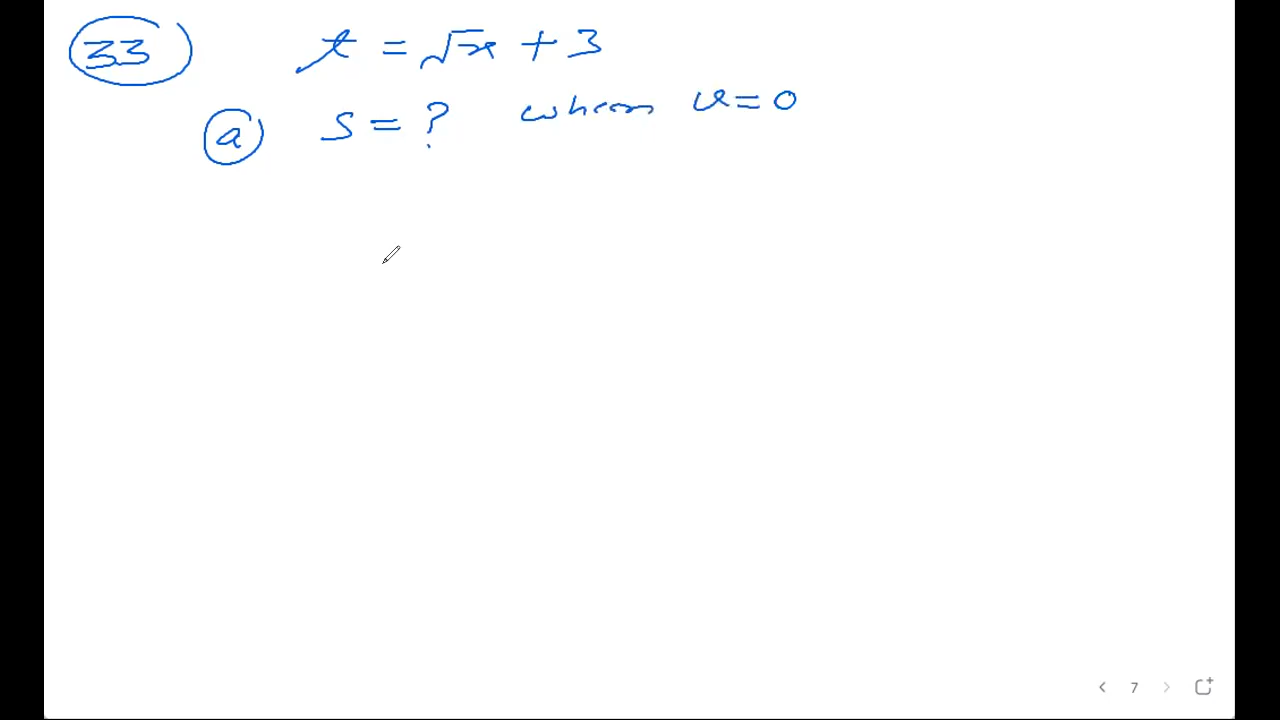 33 t = √x + 3
a S = ? when v = 0
7